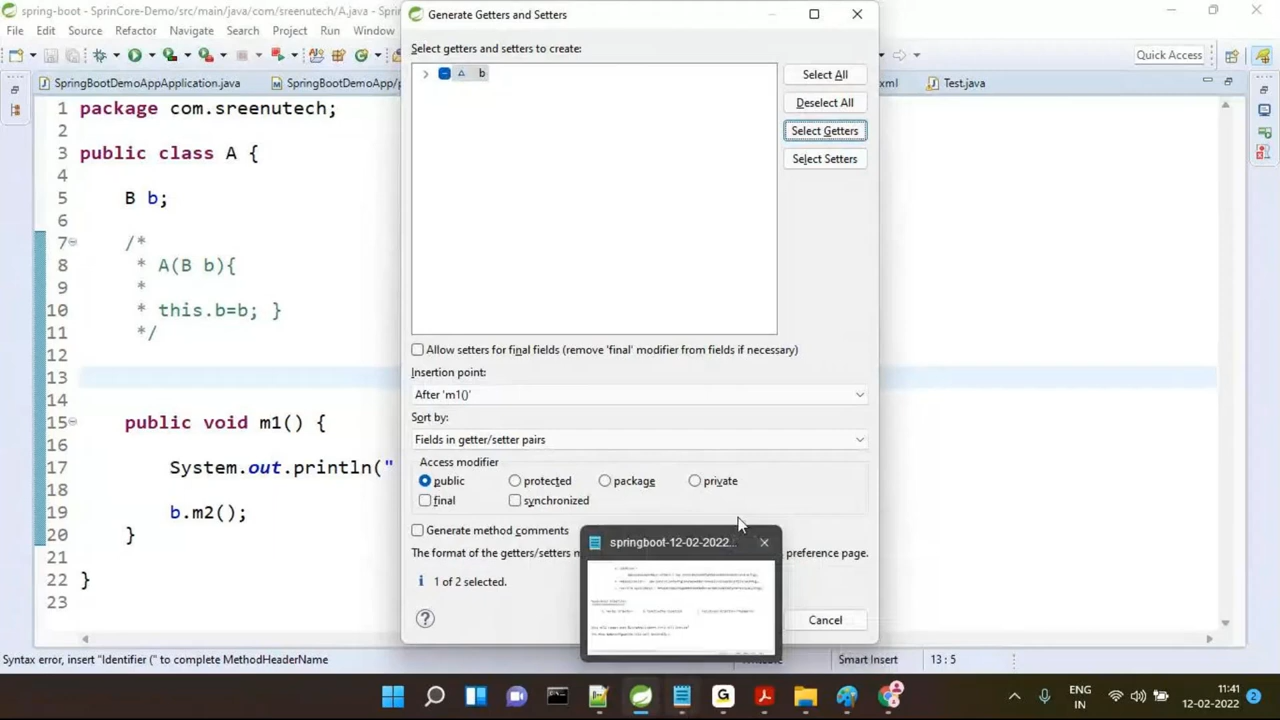 spring-boot - SprinCore-Demo/src/main/java/com/sreenutech/A.java - Sprin
Generate Getters and Setters
File Edit Source Refactor Navigate Search Project Run Window
Quick Access
SpringBootDemoAppApplication.java
SpringBootDemoApp/p
xml
Test.java
Select getters and setters to create:
b
Select All
Deselect All
Select Getters
Select Setters
1 package com.sreenutech;
2
3 public class A {
4
5 B b;
6
7 /*
8 * A(B b){
9 *
10 * this.b=b; }
11 */
12
13
14
15 public void m1() {
16
17 System.out.println("
18
19 b.m2();
20 }
21
22 }
23
Allow setters for final fields (remove 'final' modifier from fields if necessary)
Insertion point:
After 'm1()'
Sort by:
Fields in getter/setter pairs
Access modifier
public protected package private
final synchronized
Generate method comments
The format of the getters/setters m
preference page.
1 of 2 selected.
springboot-12-02-2022...
Cancel
Syntax error, insert "Identifier (" to complete MethodHeaderName
Smart Insert
13 : 5
ENG
IN
11:41
12-02-2022
2